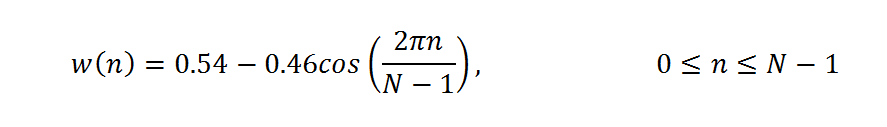 w(n) = 0.54 − 0.46cos (2πn / N − 1), 0 ≤ n ≤ N − 1